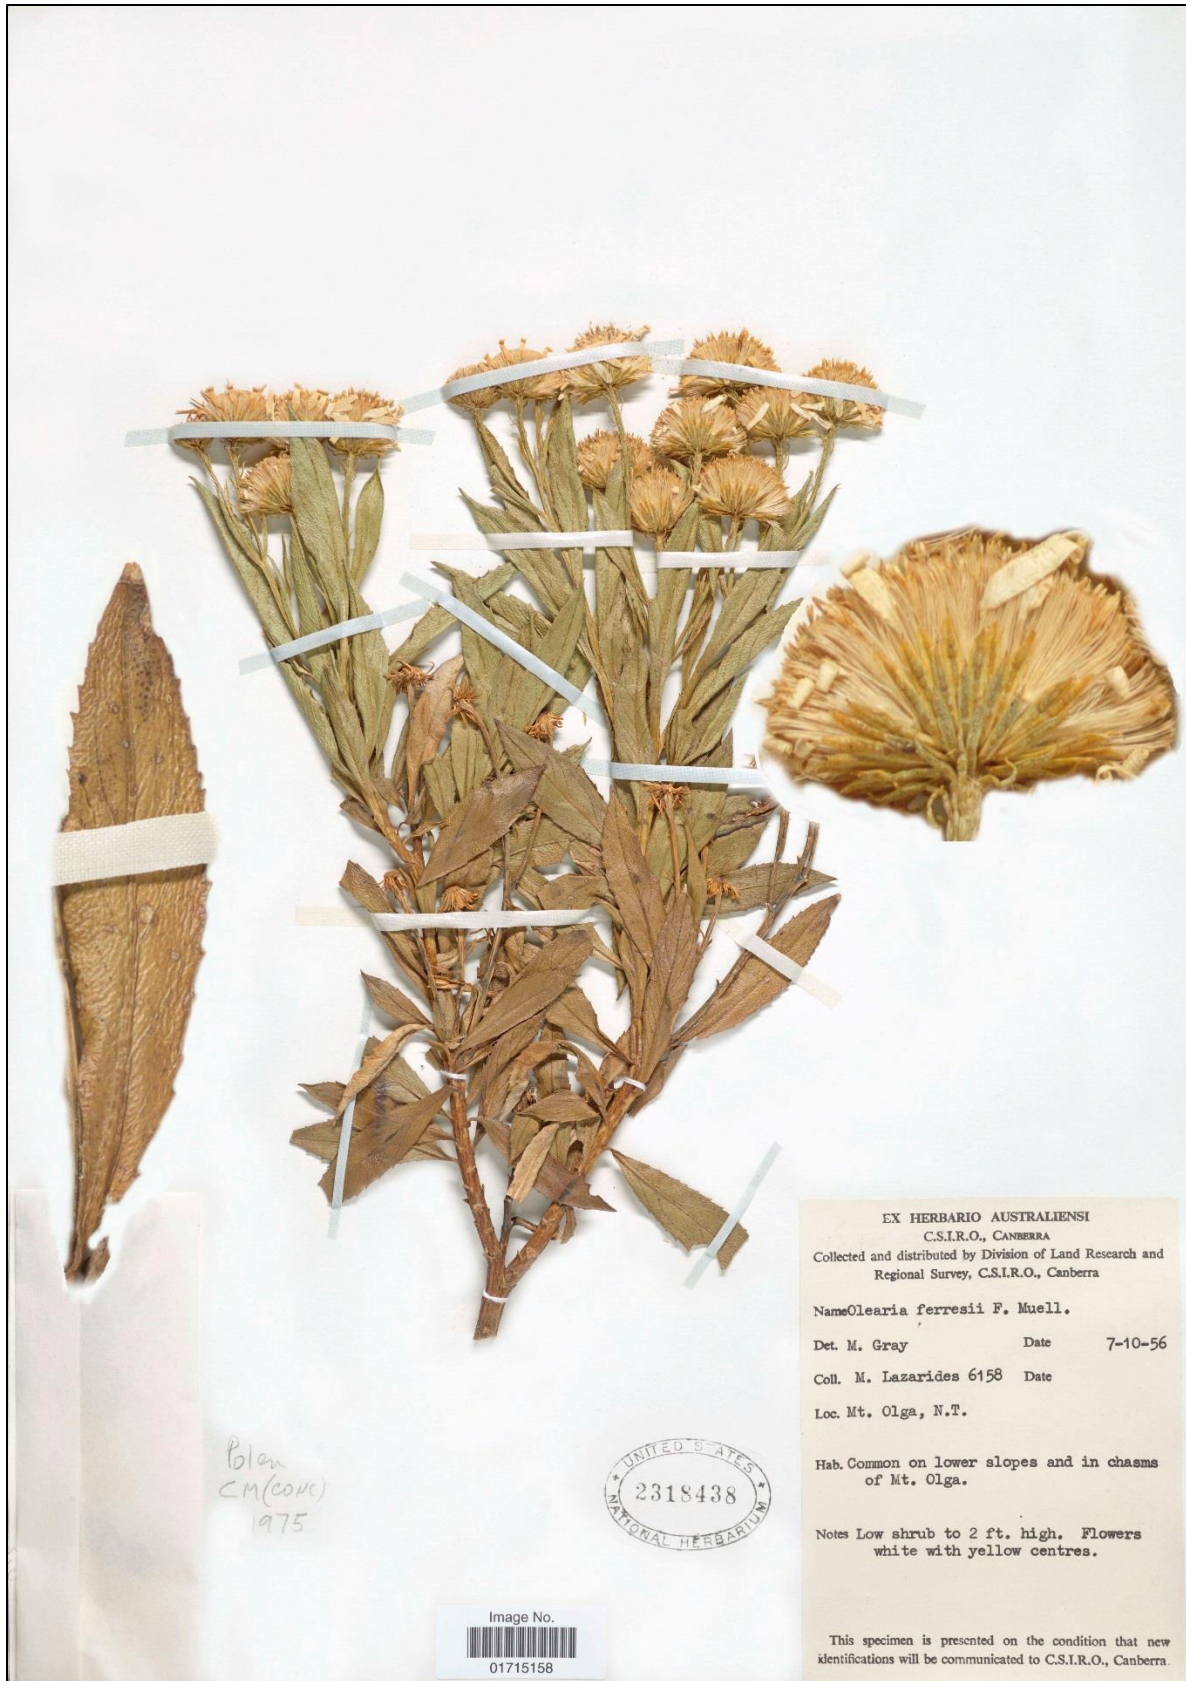 EX HERBARIO AUSTRALIENSI
C.S.I.R.O., CANBERRA
Collected and distributed by Division of Land Research and
Regional Survey, C.S.I.R.O., Canberra
NameOlearia ferresii F. Muell.
Det. M. Gray Date 7-10-56
Coll. M. Lazarides 6158 Date
Loc. Mt. Olga, N.T.
Hab. Common on lower slopes and in chasms
of Mt. Olga.
Notes Low shrub to 2 ft. high. Flowers
white with yellow centres.
This specimen is presented on the condition that new
identifications will be communicated to C.S.I.R.O., Canberra.
CM (CONC)
1975
UNITED STATES
2318438
NATIONAL HERBARIUM
Image No.
01715158